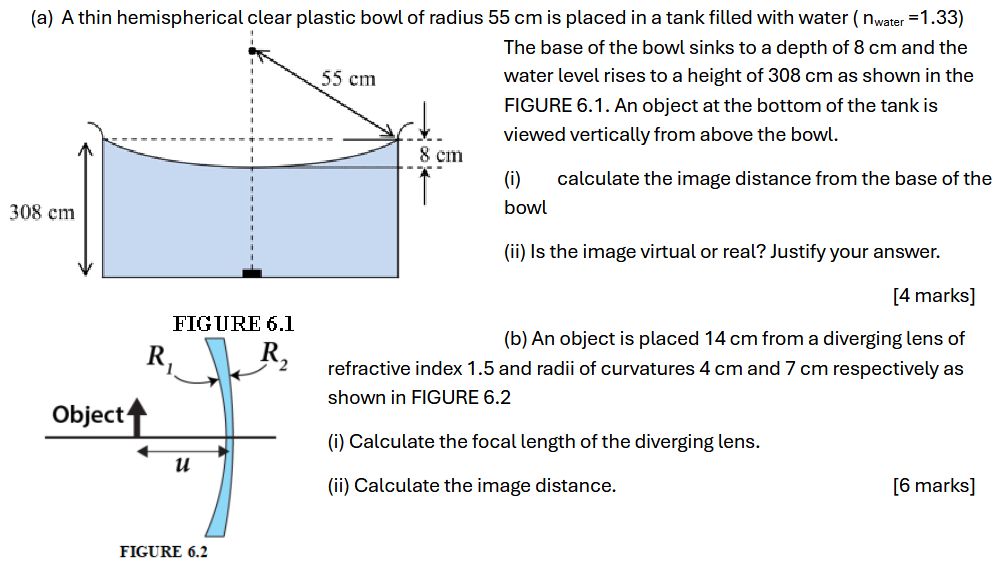 (a) A thin hemispherical clear plastic bowl of radius 55 cm is placed in a tank filled with water ( nwater =1.33)
The base of the bowl sinks to a depth of 8 cm and the
water level rises to a height of 308 cm as shown in the
FIGURE 6.1. An object at the bottom of the tank is
viewed vertically from above the bowl.
(i) calculate the image distance from the base of the
bowl
(ii) Is the image virtual or real? Justify your answer.
[4 marks]
55 cm
8 cm
308 cm
FIGURE 6.1
(b) An object is placed 14 cm from a diverging lens of
refractive index 1.5 and radii of curvatures 4 cm and 7 cm respectively as
shown in FIGURE 6.2
(i) Calculate the focal length of the diverging lens.
(ii) Calculate the image distance.
[6 marks]
R1
R2
Object
u
FIGURE 6.2